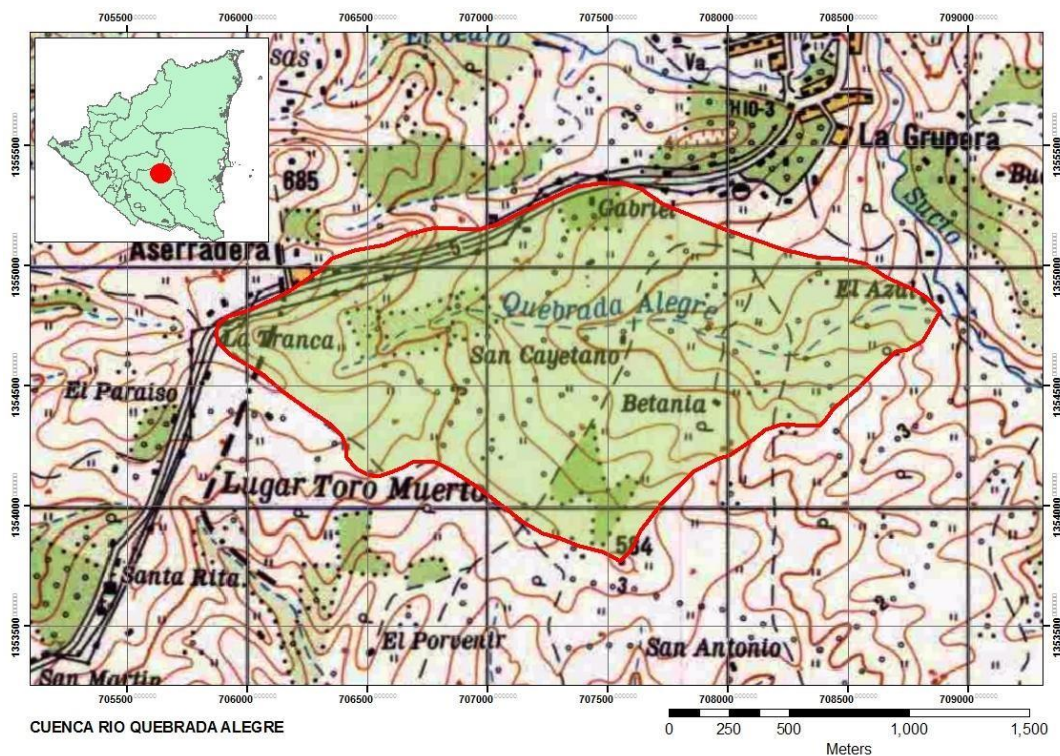 705500 706000 706500 707000 707500 708000 708500 709000
El Cedro
sas
Va.
H10-3
La Grupera
1355500
1355500
685
Bu
Gabriel
Sucio
Aserradera
1355000
1355000
El Azul
Quebrada Alegre
La Tranca
San Cayetano
1354500
1354500
El Paraiso
Betania
3
Lugar Toro Muerto
1354000
1354000
584
3
Santa Rita
2
1353500
1353500
El Porvenir
San Antonio
San Martin
705500 706000 706500 707000 707500 708000 708500 709000
CUENCA RIO QUEBRADA ALEGRE
0 250 500 1,000 1,500
Meters